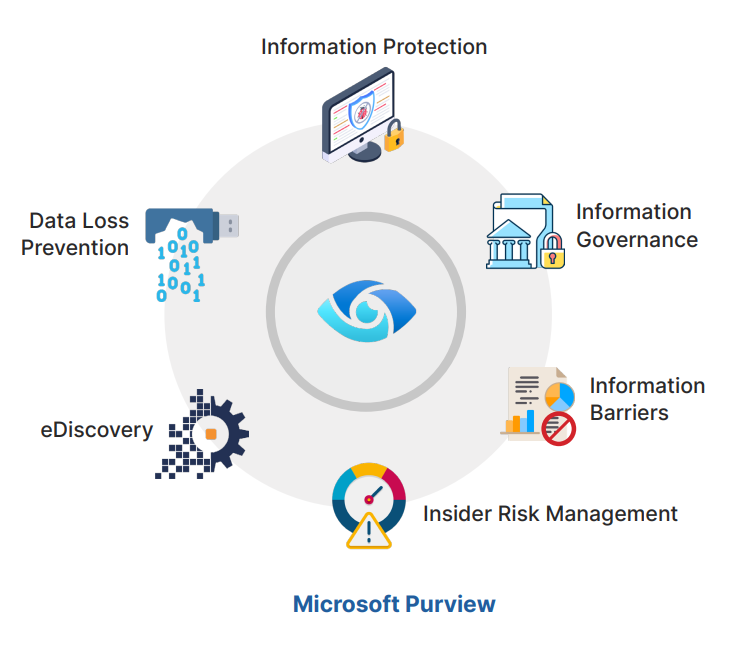 Information Protection
Information
Governance
Information
Barriers
Insider Risk Management
eDiscovery
Data Loss
Prevention
Microsoft Purview